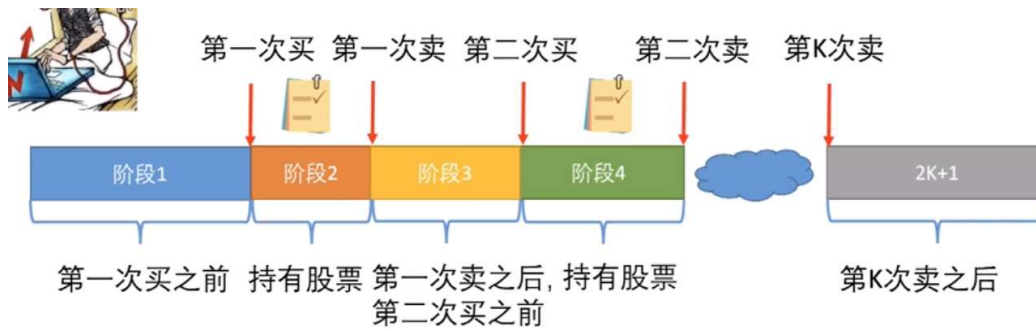 第一次买
第一次卖
第二次买
第二次卖
第K次卖
阶段1
阶段2
阶段3
阶段4
2K+1
第一次买之前
持有股票
第一次卖之后,
第二次买之前
持有股票
第K次卖之后